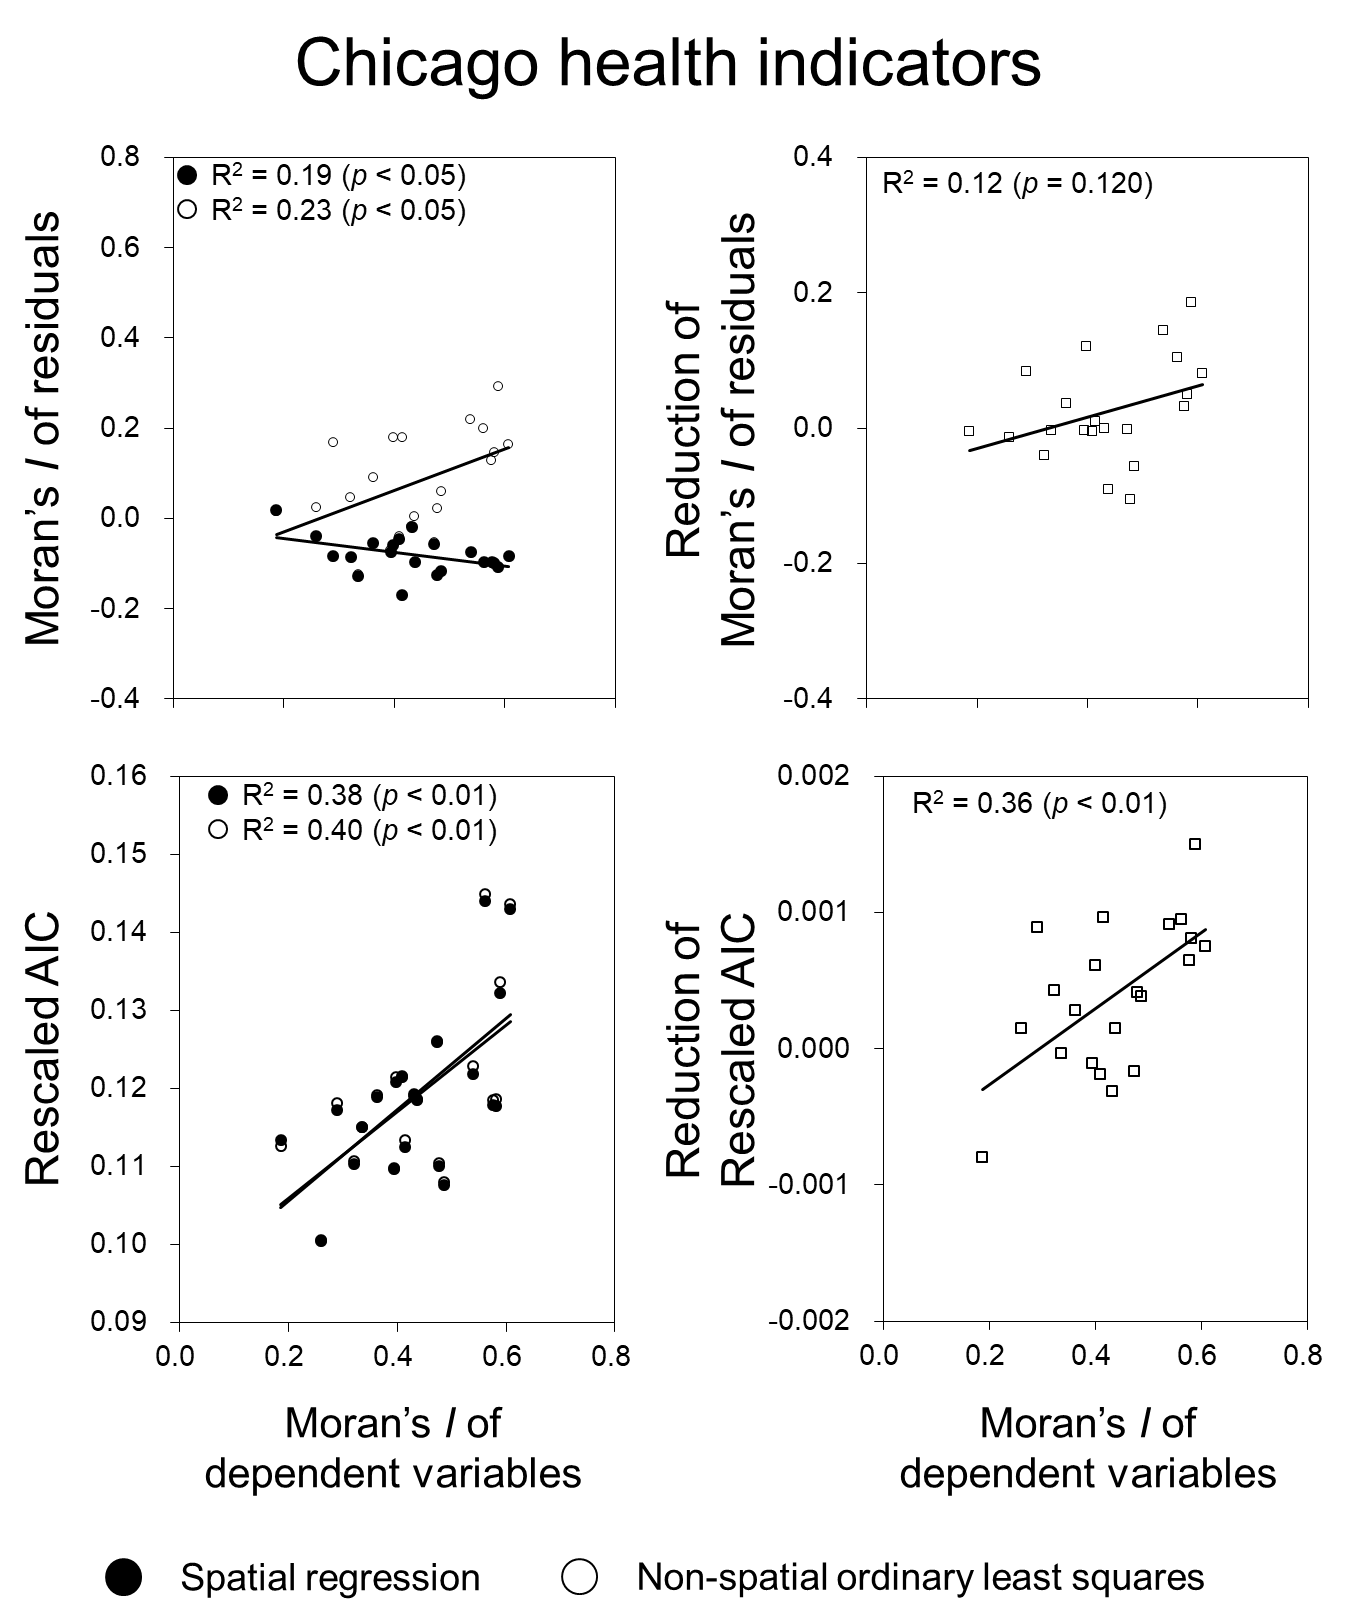 Chicago health indicators
0.8
0.6
0.4
0.2
0.0
-0.2
-0.4
Moran's I of residuals
R² = 0.19 (p < 0.05)
R² = 0.23 (p < 0.05)
0.4
0.2
0.0
-0.2
-0.4
Reduction of
Moran's I of residuals
R² = 0.12 (p = 0.120)
0.16
0.15
0.14
0.13
0.12
0.11
0.10
0.09
Rescaled AIC
R² = 0.38 (p < 0.01)
R² = 0.40 (p < 0.01)
0.0 0.2 0.4 0.6 0.8
Moran's I of
dependent variables
0.002
0.001
0.000
-0.001
-0.002
Reduction of
Rescaled AIC
R² = 0.36 (p < 0.01)
0.0 0.2 0.4 0.6 0.8
Moran's I of
dependent variables
Spatial regression
Non-spatial ordinary least squares